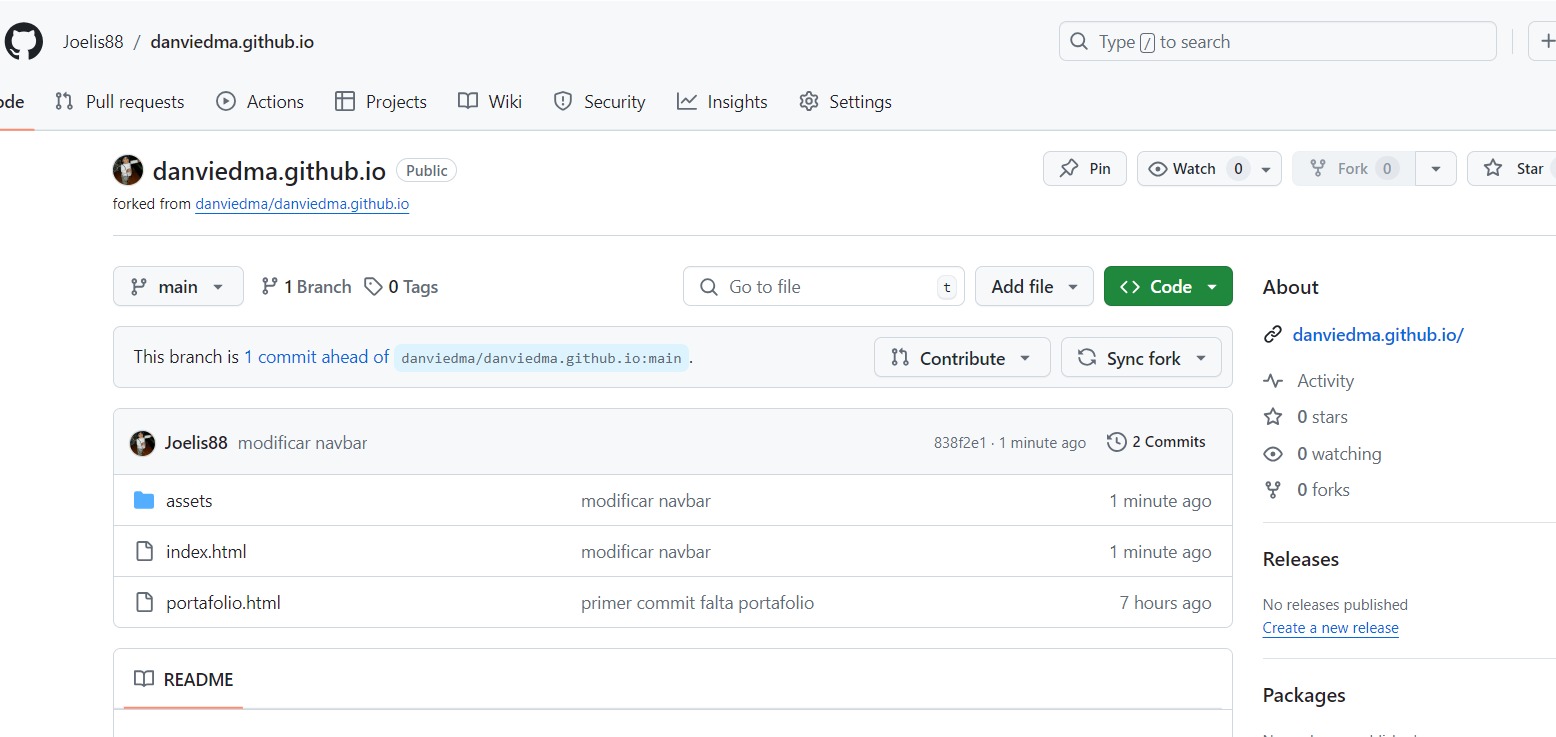 Joelis88 / danviedma.github.io
Type / to search
ode Pull requests Actions Projects Wiki Security Insights Settings
danviedma.github.io Public
Pin Watch 0 Fork 0 Star
forked from danviedma/danviedma.github.io
main 1 Branch 0 Tags Go to file t Add file Code
About
danviedma.github.io/
This branch is 1 commit ahead of danviedma/danviedma.github.io:main .
Contribute Sync fork
Activity
0 stars
0 watching
0 forks
Joelis88 modificar navbar 838f2e1 · 1 minute ago 2 Commits
assets modificar navbar 1 minute ago
index.html modificar navbar 1 minute ago
portafolio.html primer commit falta portafolio 7 hours ago
Releases
No releases published
Create a new release
README
Packages